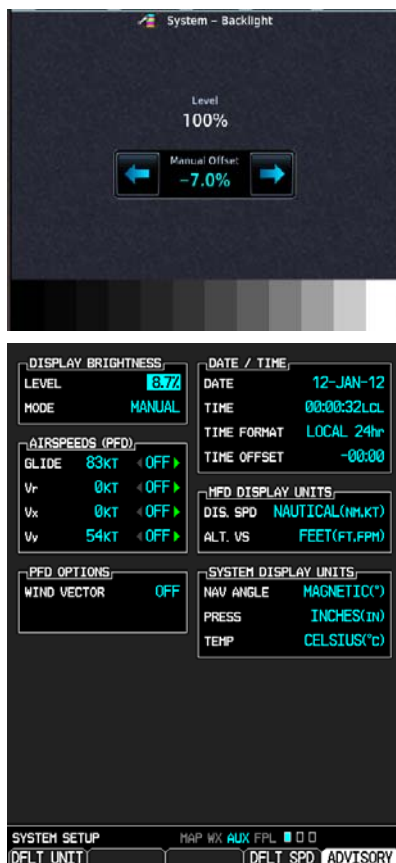 System – Backlight
Level
100%
Manual Offset
-7.0%
DISPLAY BRIGHTNESS
LEVEL 8.7%
MODE MANUAL
AIRSPEEDS (PFD)
GLIDE 83KT OFF
Vr 0KT OFF
Vx 0KT OFF
Vy 54KT OFF
PFD OPTIONS
WIND VECTOR OFF
DATE / TIME
DATE 12-JAN-12
TIME 00:00:32LCL
TIME FORMAT LOCAL 24hr
TIME OFFSET -00:00
MFD DISPLAY UNITS
DIS. SPD NAUTICAL(NM.KT)
ALT. VS FEET(FT.FPM)
SYSTEM DISPLAY UNITS
NAV ANGLE MAGNETIC(°)
PRESS INCHES(IN)
TEMP CELSIUS(°C)
SYSTEM SETUP MAP WX AUX FPL
DFLT UNIT DFLT SPD ADVISORY